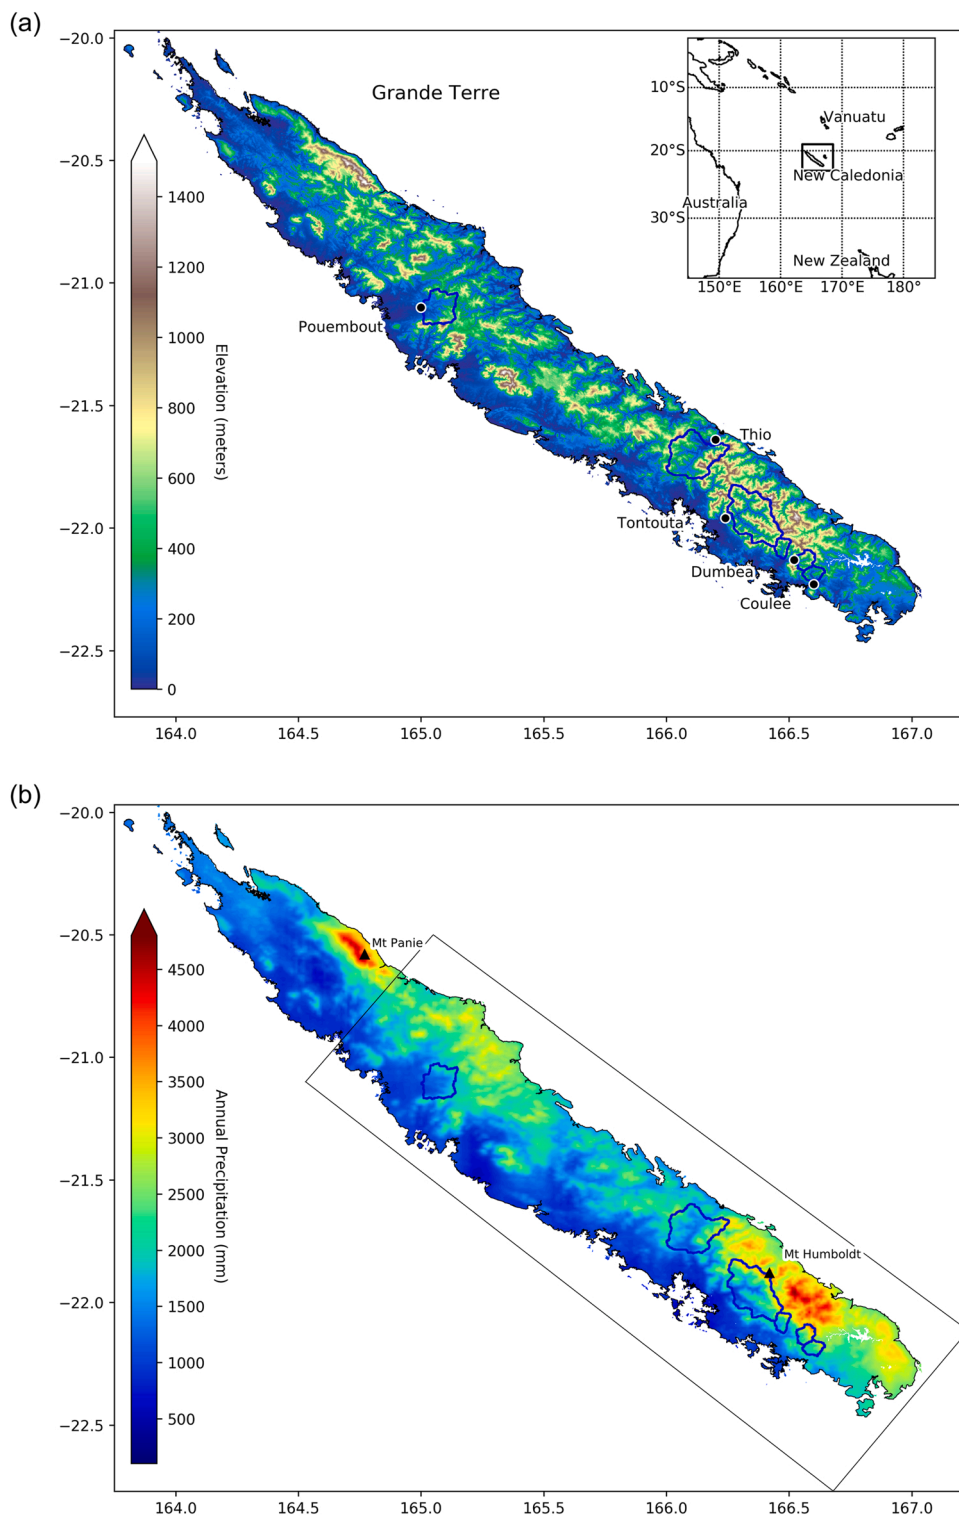 (a)
−20.0
−20.5
−21.0
−21.5
−22.0
−22.5
1400
1200
1000
800
600
400
200
0
Elevation (meters)
Grande Terre
Pouembout
Thio
Tontouta
Dumbea
Coulee
10°S
20°S
30°S
Vanuatu
New Caledonia
Australia
New Zealand
150°E 160°E 170°E 180°
164.0 164.5 165.0 165.5 166.0 166.5 167.0
(b)
−20.0
−20.5
−21.0
−21.5
−22.0
−22.5
4500
4000
3500
3000
2500
2000
1500
1000
500
Annual Precipitation (mm)
Mt Panie
Mt Humboldt
164.0 164.5 165.0 165.5 166.0 166.5 167.0